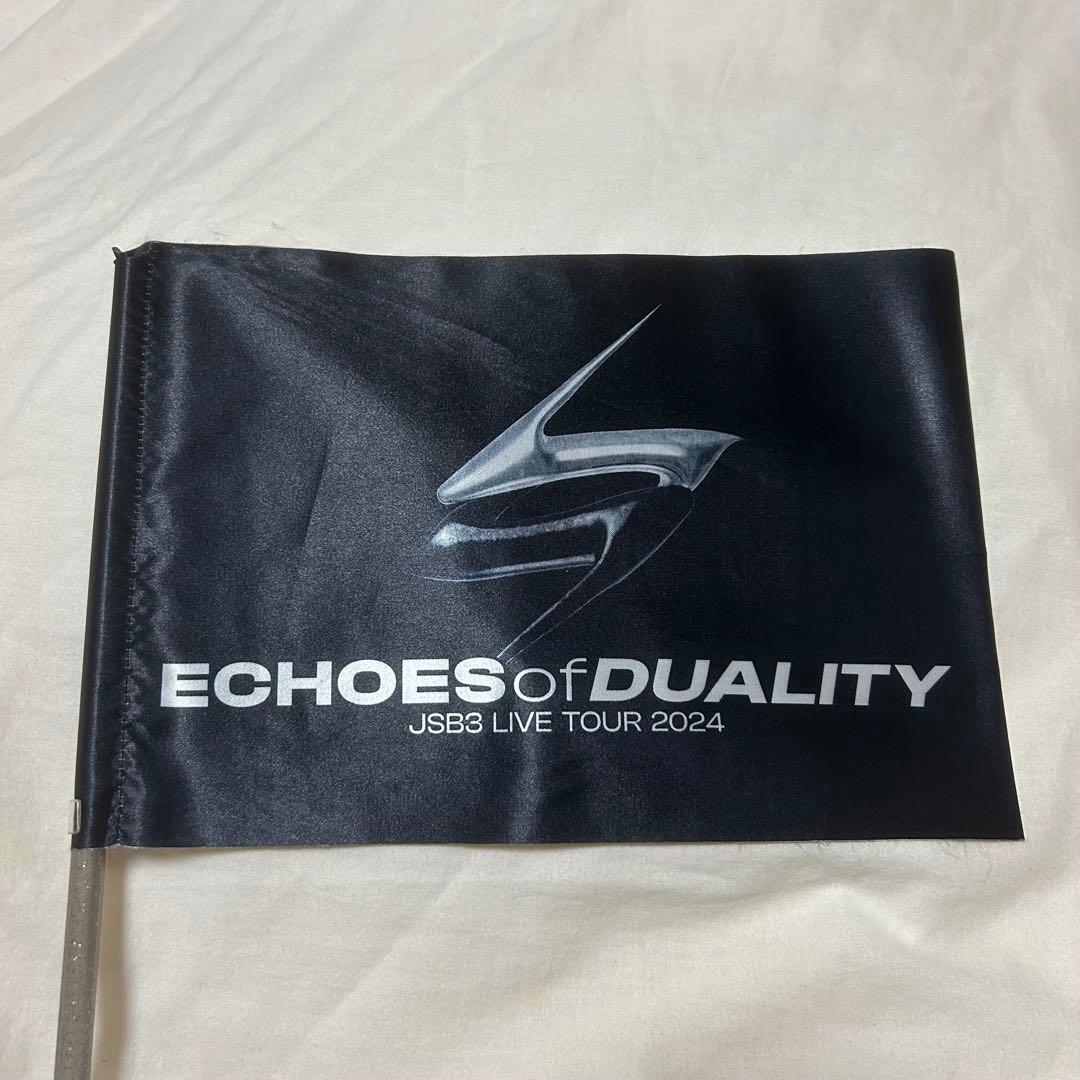 ECHOES of DUALITY
JSB3 LIVE TOUR 2024